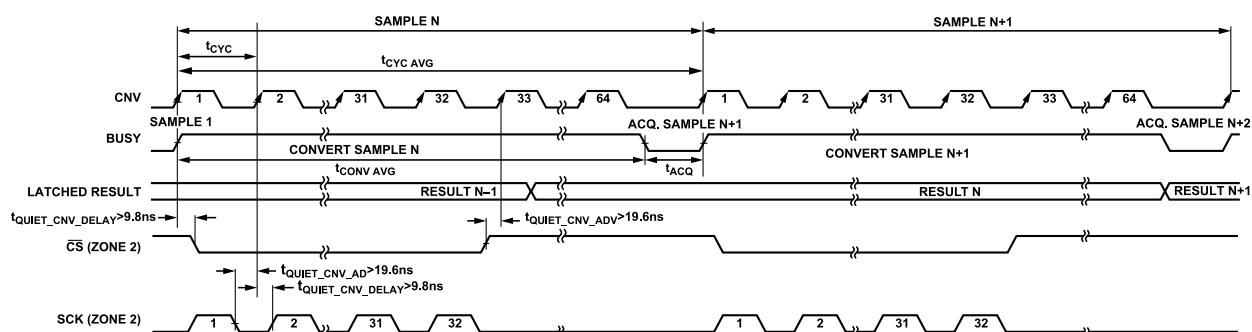 SAMPLE N
SAMPLE N+1
tCYC
tCYC AVG
CNV
1 2 31 32 33 64 1 2 31 32 33 64
SAMPLE 1
ACQ. SAMPLE N+1
ACQ. SAMPLE N+2
BUSY
CONVERT SAMPLE N
CONVERT SAMPLE N+1
tCONV AVG
tACQ
LATCHED RESULT
RESULT N–1
RESULT N
RESULT N+1
tQUIET_CNV_DELAY>9.8ns
tQUIET_CNV_ADV>19.6ns
CS (ZONE 2)
tQUIET_CNV_AD>19.6ns
tQUIET_CNV_DELAY>9.8ns
SCK (ZONE 2)
1 2 31 32 1 2 31 32